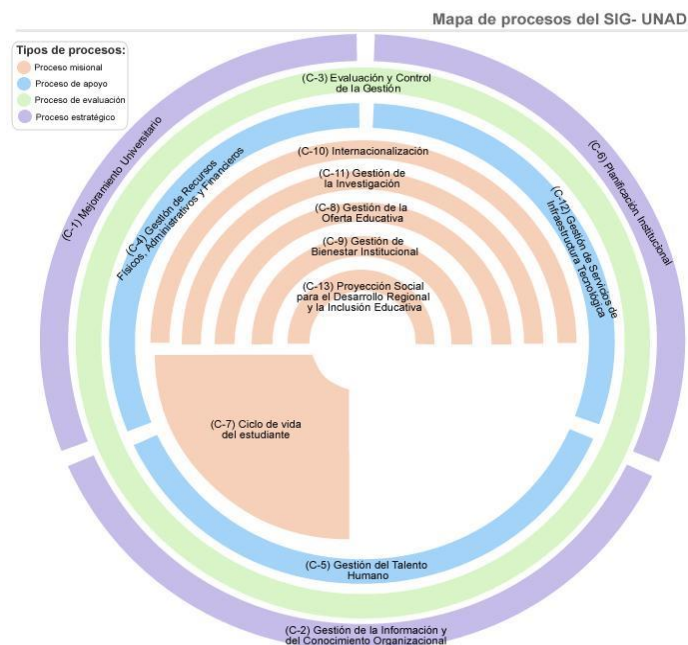 Mapa de procesos del SIG- UNAD
Tipos de procesos:
Proceso misional
Proceso de apoyo
Proceso de evaluación
Proceso estratégico
(C-3) Evaluación y Control
de la Gestión
(C-1) Mejoramiento Universitario
(C-6) Planificación Institucional
(C-4) Gestión de Recursos
Físicos, Administrativos y Financieros
(C-12) Gestión de Servicios de
Infraestructura Tecnológica
(C-10) Internacionalización
(C-11) Gestión de
la Investigación
(C-8) Gestión de la
Oferta Educativa
(C-9) Gestión de
Bienestar Institucional
(C-13) Proyección Social
para el Desarrollo Regional
y la Inclusión Educativa
(C-7) Ciclo de vida
del estudiante
(C-5) Gestión del Talento
Humano
(C-2) Gestión de la Información y
del Conocimiento Organizacional